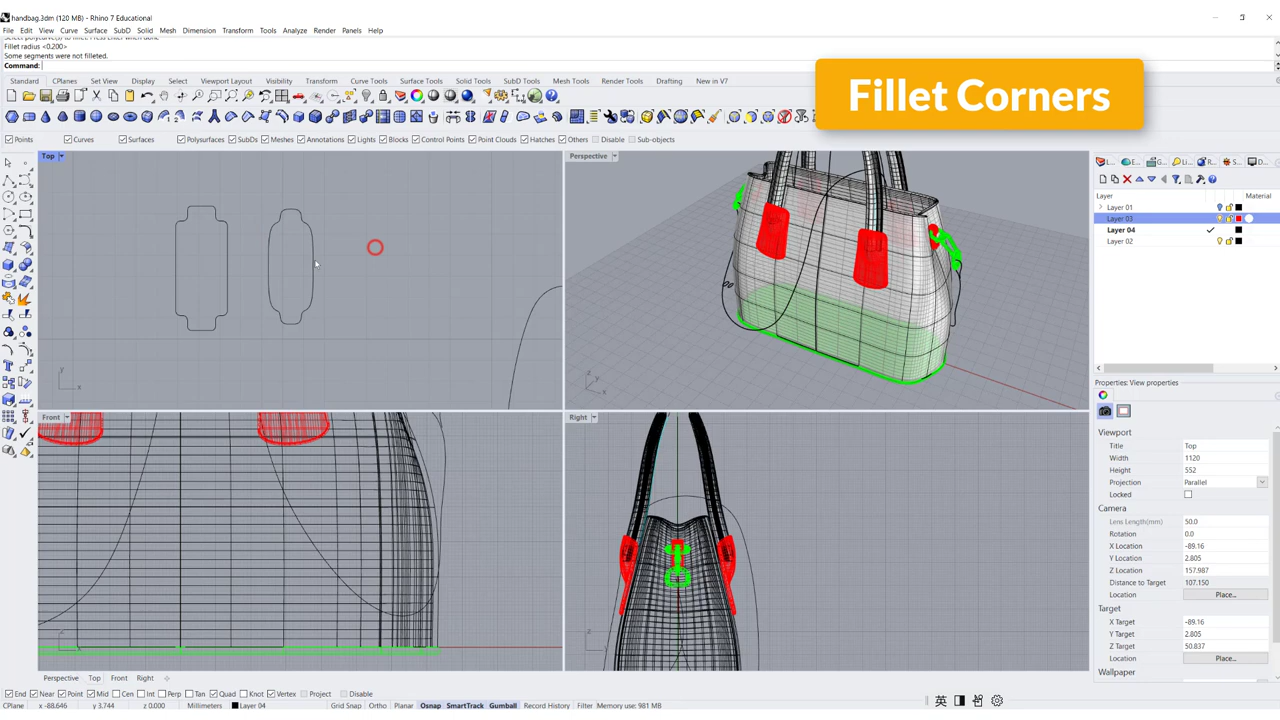 handbag.3dm (120 MB) - Rhino 7 Educational
File Edit View Curve Surface SubD Solid Mesh Dimension Transform Tools Analyze Render Panels Help
Fillet radius <0.200>
Some segments were not filleted.
Command:
Fillet Corners
Standard CPlanes Set View Display Select Viewport Layout Visibility Transform Curve Tools Surface Tools Solid Tools SubD Tools Mesh Tools Render Tools Drafting New in V7
Points Curves Surfaces Polysurfaces SubDs Meshes Annotations Lights Blocks Control Points Point Clouds Hatches Others Disable Sub-objects
Top
Perspective
Layer Material
Layer 01
Layer 03
Layer 04
Layer 02
y
x
z
y
x
Properties: View properties
Front
Right
Viewport
Title Top
Width 1120
Height 552
Projection Parallel
Locked
Camera
Lens Length(mm) 50.0
Rotation 0.0
X Location -89.16
Y Location 2.805
Z Location 157.987
Distance to Target 107.150
Location Place...
Target
X Target -89.16
Y Target 2.805
Z Target 50.837
Location Place...
Wallpaper
z
Perspective Top Front Right
End Near Point Mid Cen Int Perp Tan Quad Knot Vertex Project Disable
英
Top x -88.646 y 3.744 z 0.000 Millimeters Layer 04 Grid Snap Ortho Planar Osnap SmartTrack Gumball Record History Filter Memory use: 981 MB